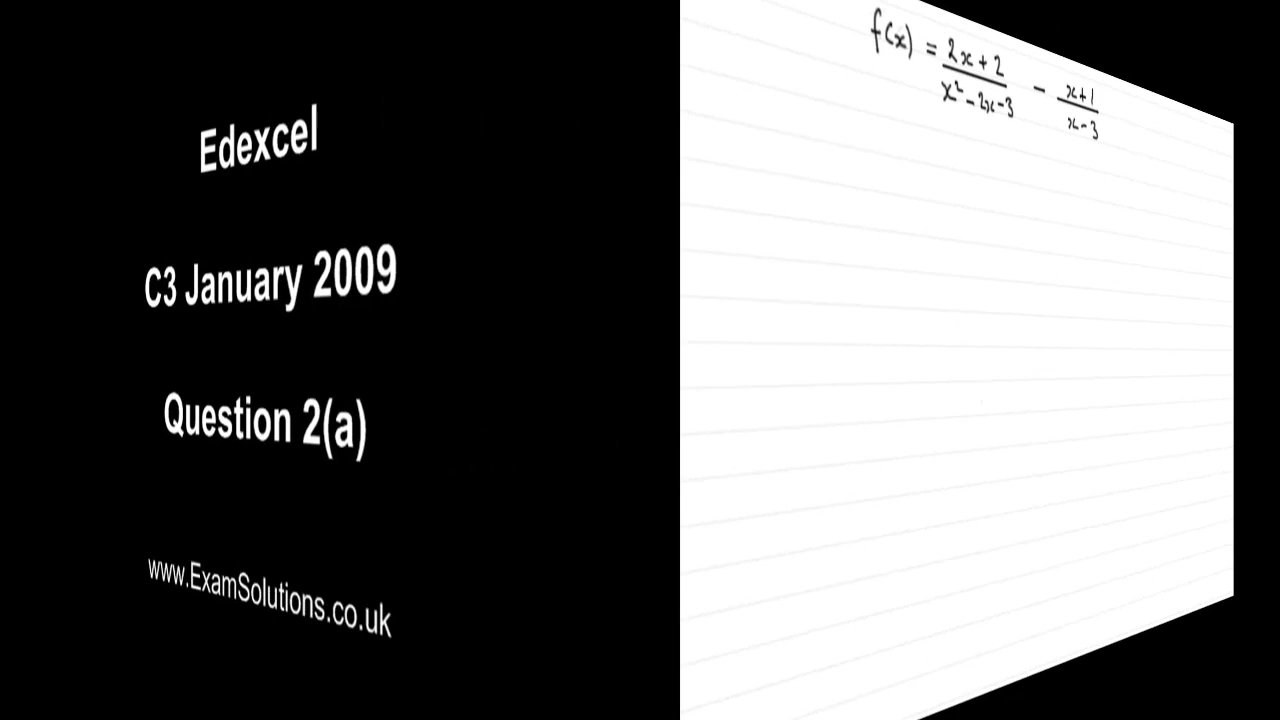 Edexcel
C3 January 2009
Question 2(a)
www.ExamSolutions.co.uk
f(x) = 2x+2 / x²-2x-3 - x+1 / x-3